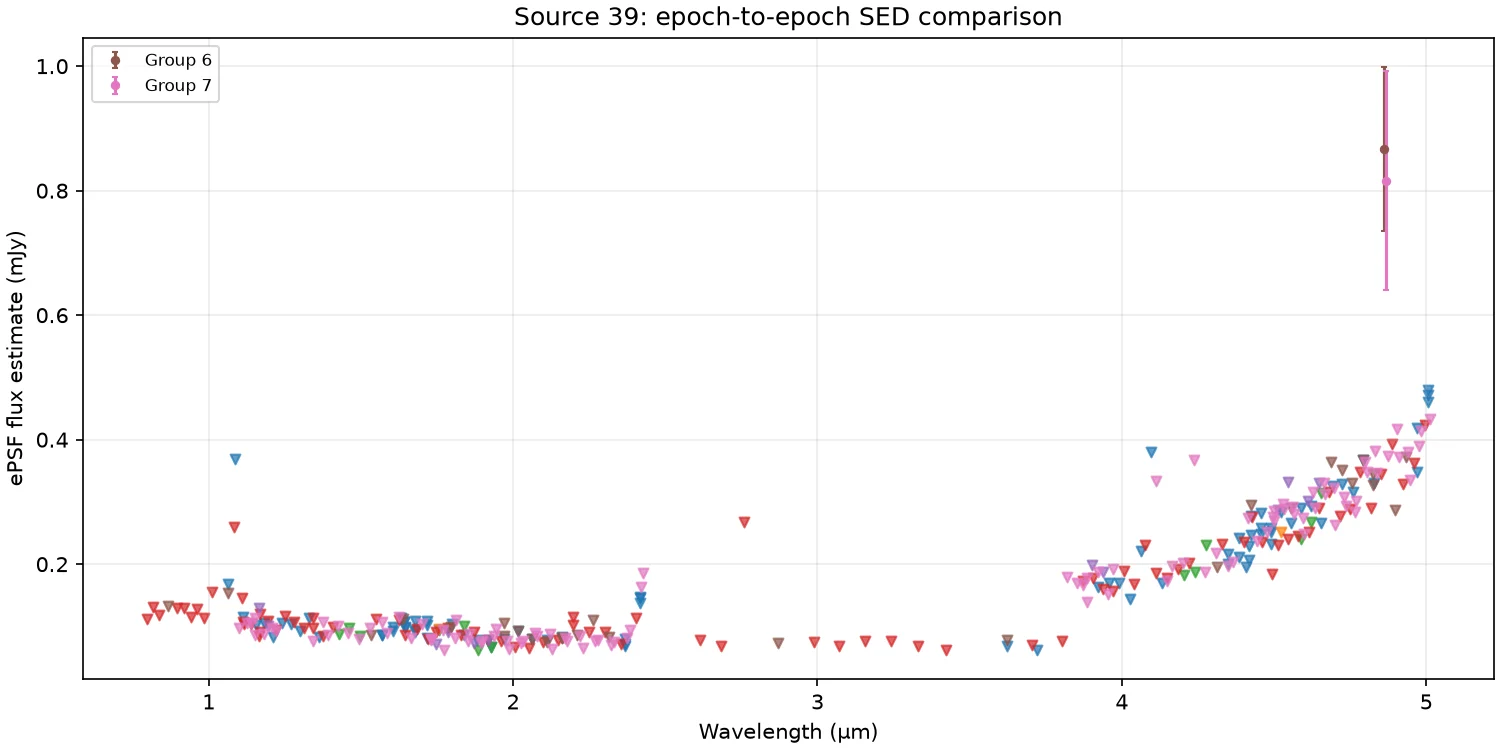 Source 39: epoch-to-epoch SED comparison
Group 6
Group 7
ePSF flux estimate (mJy)
1.0
0.8
0.6
0.4
0.2
1 2 3 4 5
Wavelength (μm)